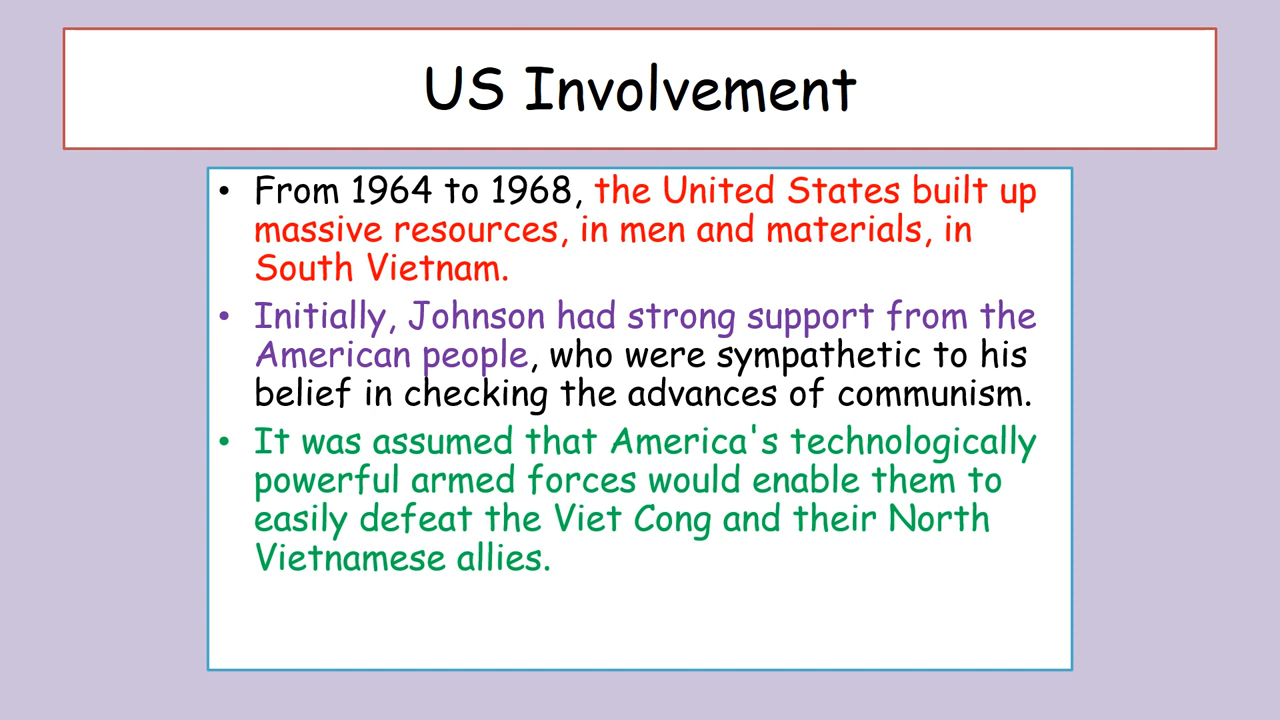 US Involvement
• From 1964 to 1968, the United States built up
massive resources, in men and materials, in
South Vietnam.
• Initially, Johnson had strong support from the
American people, who were sympathetic to his
belief in checking the advances of communism.
• It was assumed that America's technologically
powerful armed forces would enable them to
easily defeat the Viet Cong and their North
Vietnamese allies.